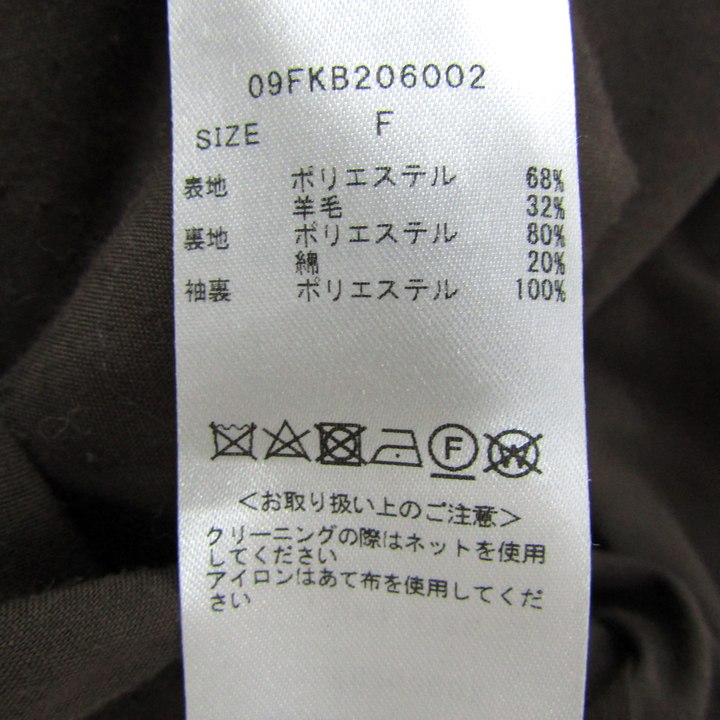 09FKB206002
SIZE F
表地 ポリエステル 68%
羊毛 32%
裏地 ポリエステル 80%
綿 20%
袖裏 ポリエステル 100%
F W
<お取り扱い上のご注意>
クリーニングの際はネットを使用
してください
アイロンはあて布を使用してくだ
さい